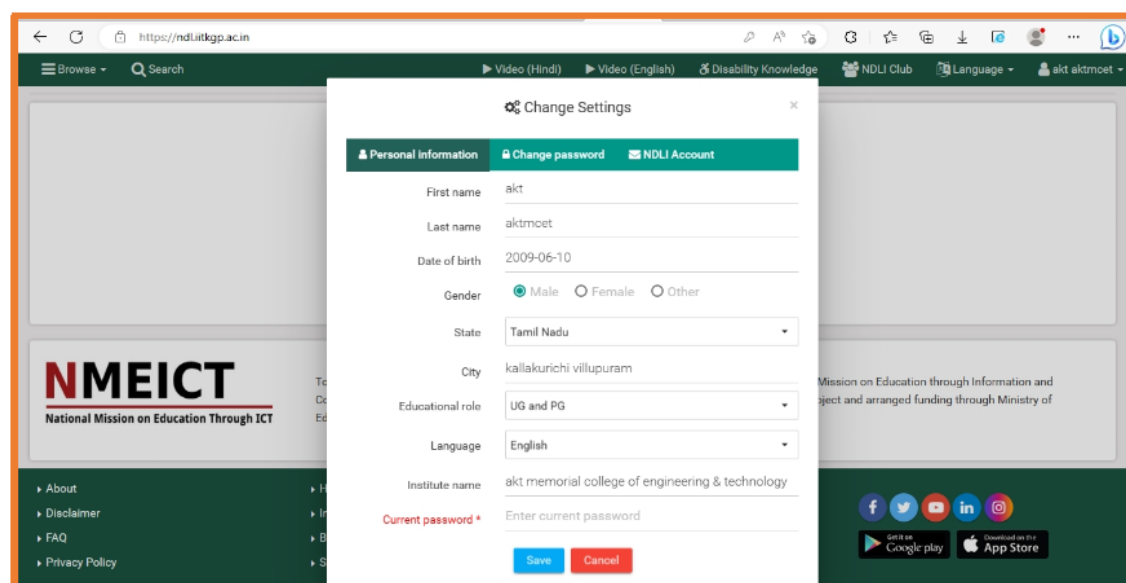 https://ndl.iitkgp.ac.in
Browse
Search
Video (Hindi)
Video (English)
Disability Knowledge
NDLI Club
Language
akt aktmcet
Change Settings
Personal information
Change password
NDLI Account
First name
akt
Last name
aktmcet
Date of birth
2009-06-10
Gender
Male
Female
Other
State
Tamil Nadu
City
kallakurichi villupuram
Educational role
UG and PG
Language
English
Institute name
akt memorial college of engineering & technology
Current password *
Enter current password
Save
Cancel
NMEICT
National Mission on Education Through ICT
Mission on Education through Information and
ject and arranged funding through Ministry of
About
Disclaimer
FAQ
Privacy Policy
Get it on
Google play
Download on the
App Store